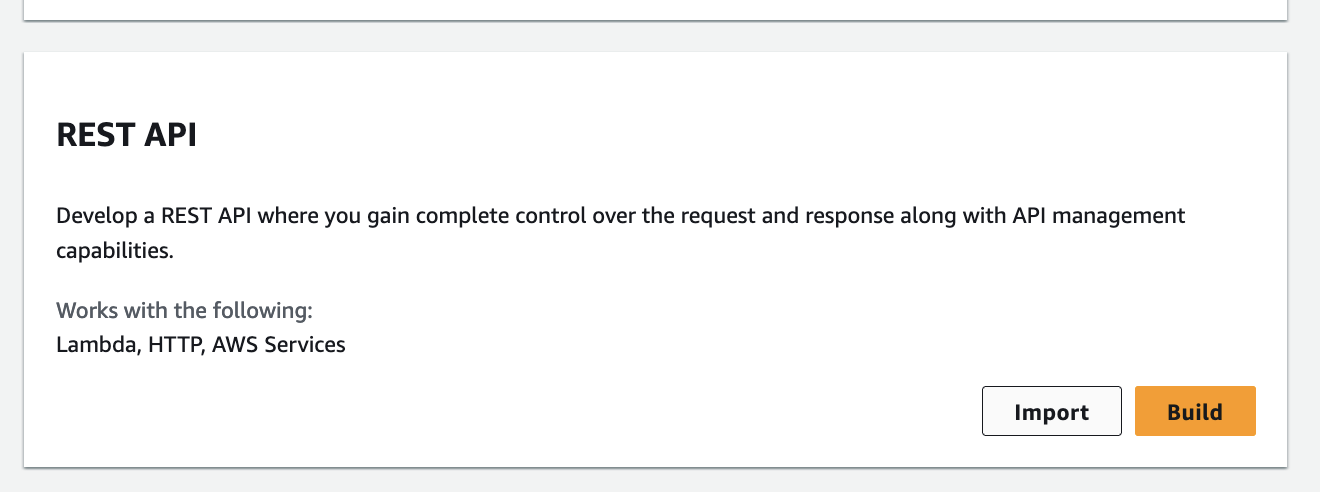 REST API
Develop a REST API where you gain complete control over the request and response along with API management
capabilities.
Works with the following:
Lambda, HTTP, AWS Services
Import
Build